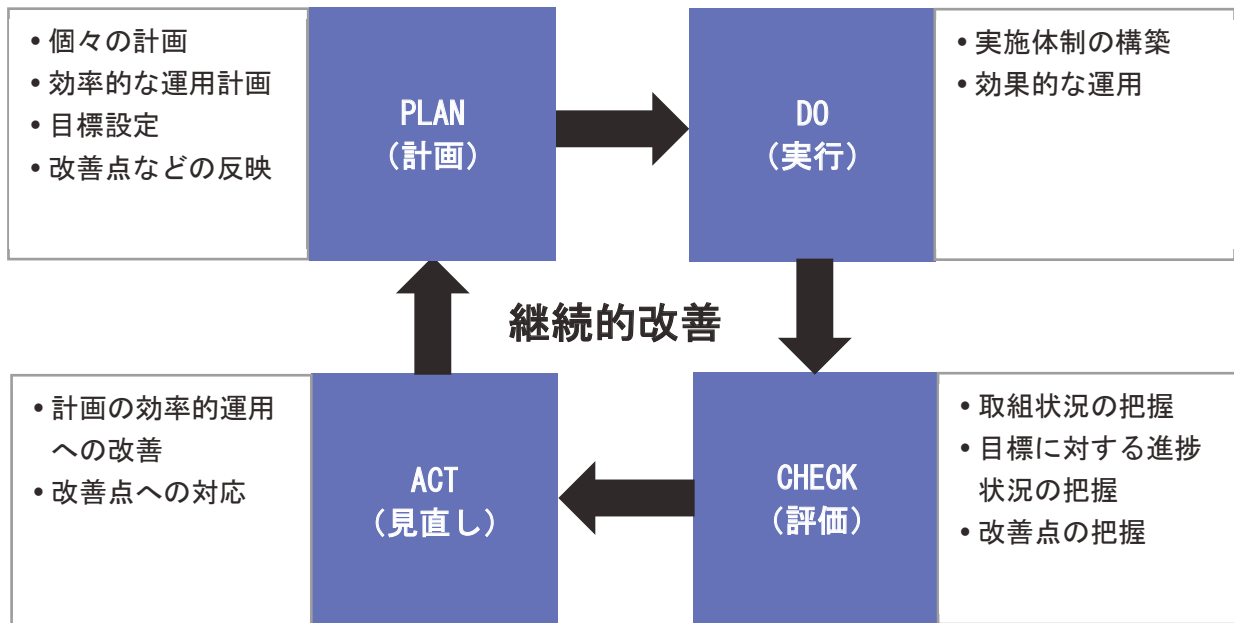 • 個々の計画
• 効率的な運用計画
• 目標設定
• 改善点などの反映
PLAN
（計画）
DO
（実行）
• 実施体制の構築
• 効果的な運用
継続的改善
• 計画の効率的運用
への改善
• 改善点への対応
ACT
（見直し）
CHECK
（評価）
• 取組状況の把握
• 目標に対する進捗
状況の把握
• 改善点の把握